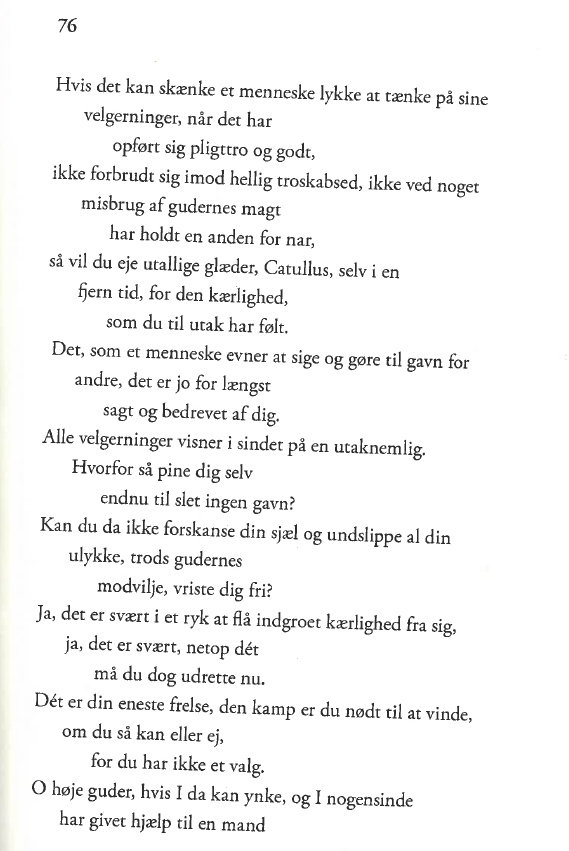 76
Hvis det kan skænke et menneske lykke at tænke på sine
velgerninger, når det har
opført sig pligttro og godt,
ikke forbrudt sig imod hellig troskabsed, ikke ved noget
misbrug af gudernes magt
har holdt en anden for nar,
så vil du eje utallige glæder, Catullus, selv i en
fjern tid, for den kærlighed,
som du til utak har følt.
Det, som et menneske evner at sige og gøre til gavn for
andre, det er jo for længst
sagt og bedrevet af dig.
Alle velgerninger visner i sindet på en utaknemlig.
Hvorfor så pine dig selv
endnu til slet ingen gavn?
Kan du da ikke forskanse din sjæl og undslippe al din
ulykke, trods gudernes
modvilje, vriste dig fri?
Ja, det er svært i et ryk at flå indgroet kærlighed fra sig,
ja, det er svært, netop dét
må du dog udrette nu.
Dét er din eneste frelse, den kamp er du nødt til at vinde,
om du så kan eller ej,
for du har ikke et valg.
O høje guder, hvis I da kan ynke, og I nogensinde
har givet hjælp til en mand